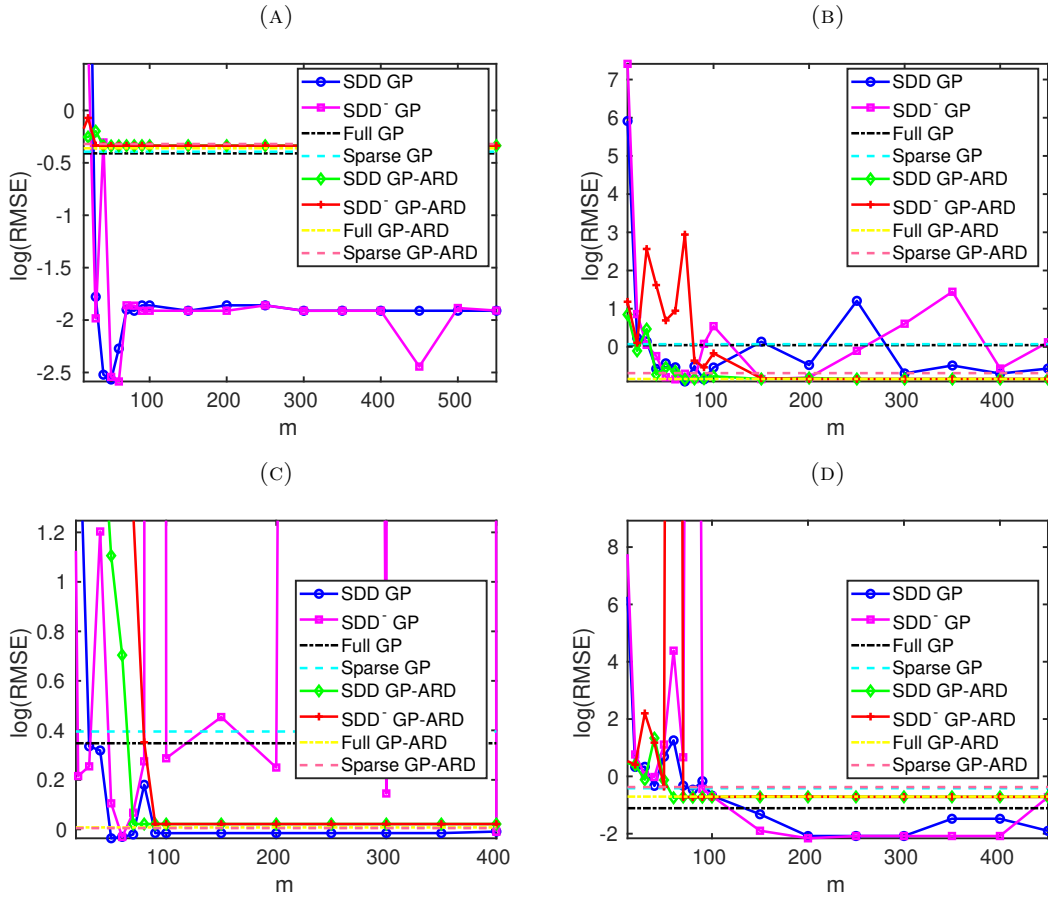 (A)
0
-0.5
-1
-1.5
-2
-2.5
log(RMSE)
100
200
300
400
500
m
SDD GP
SDD⁻ GP
Full GP
Sparse GP
SDD GP-ARD
SDD⁻ GP-ARD
Full GP-ARD
Sparse GP-ARD
(B)
7
6
5
4
3
2
1
0
log(RMSE)
100
200
300
400
m
SDD GP
SDD⁻ GP
Full GP
Sparse GP
SDD GP-ARD
SDD⁻ GP-ARD
Full GP-ARD
Sparse GP-ARD
(C)
1.2
1
0.8
0.6
0.4
0.2
0
log(RMSE)
100
200
300
400
m
SDD GP
SDD⁻ GP
Full GP
Sparse GP
SDD GP-ARD
SDD⁻ GP-ARD
Full GP-ARD
Sparse GP-ARD
(D)
8
6
4
2
0
-2
log(RMSE)
100
200
300
400
m
SDD GP
SDD⁻ GP
Full GP
Sparse GP
SDD GP-ARD
SDD⁻ GP-ARD
Full GP-ARD
Sparse GP-ARD